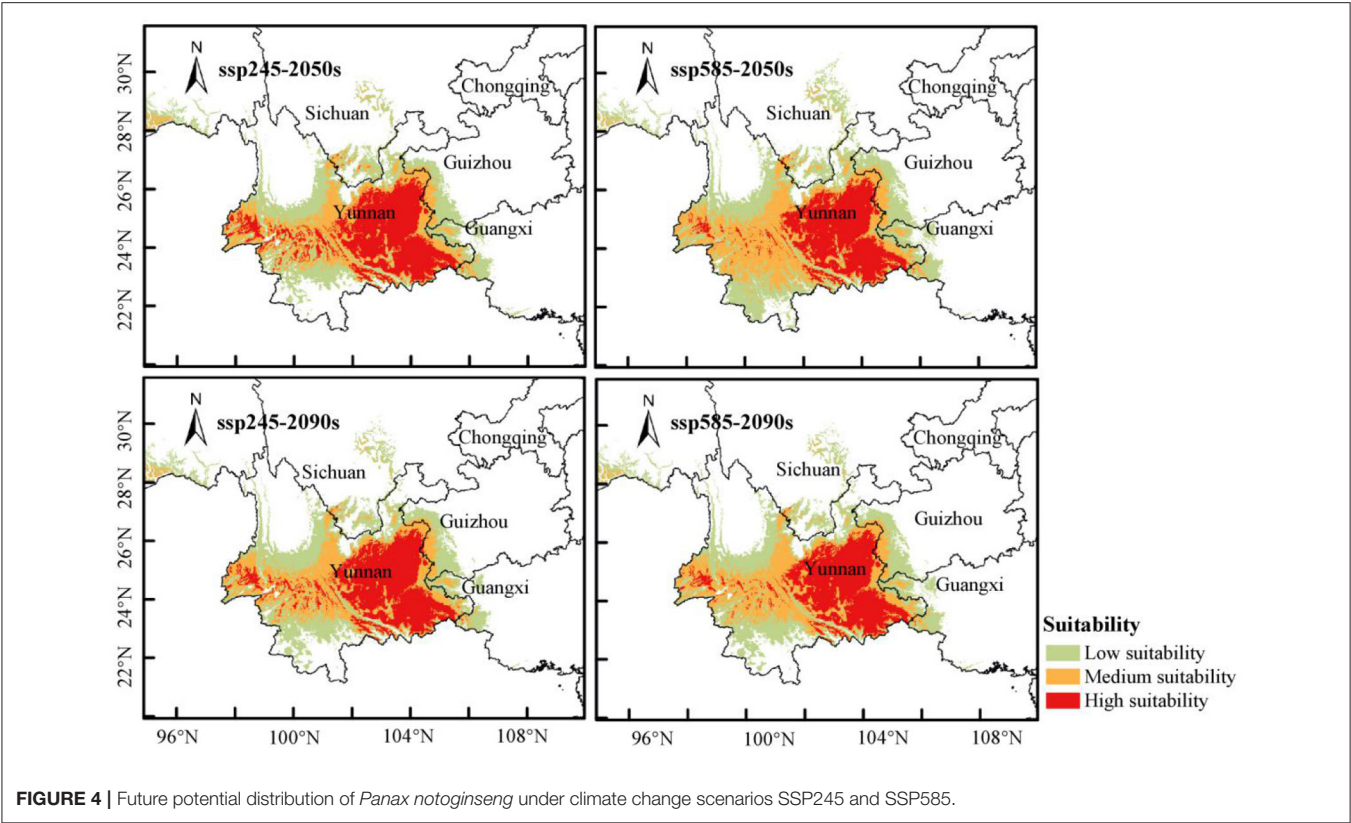 N
ssp245-2050s
Chongqing
Sichuan
Guizhou
Yunnan
Guangxi
30°N
28°N
26°N
24°N
22°N
N
ssp585-2050s
Chongqing
Sichuan
Guizhou
Yunnan
Guangxi
N
ssp245-2090s
Chongqing
Sichuan
Guizhou
Yunnan
Guangxi
30°N
28°N
26°N
24°N
22°N
96°N 100°N 104°N 108°N
N
ssp585-2090s
Chongqing
Sichuan
Guizhou
Yunnan
Guangxi
96°N 100°N 104°N 108°N
Suitability
Low suitability
Medium suitability
High suitability
FIGURE 4 | Future potential distribution of Panax notoginseng under climate change scenarios SSP245 and SSP585.